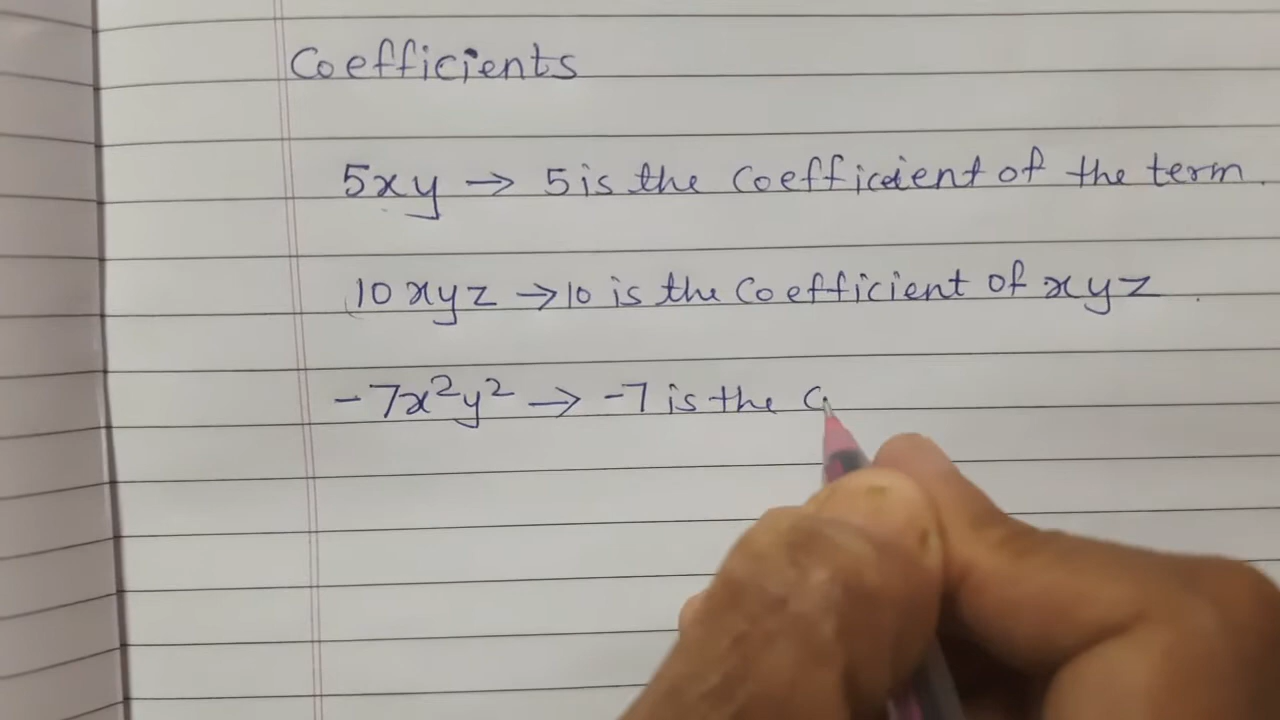 Coefficients
5xy → 5 is the coefficient of the term.
10xyz → 10 is the coefficient of xyz.
-7x²y² → -7 is the c